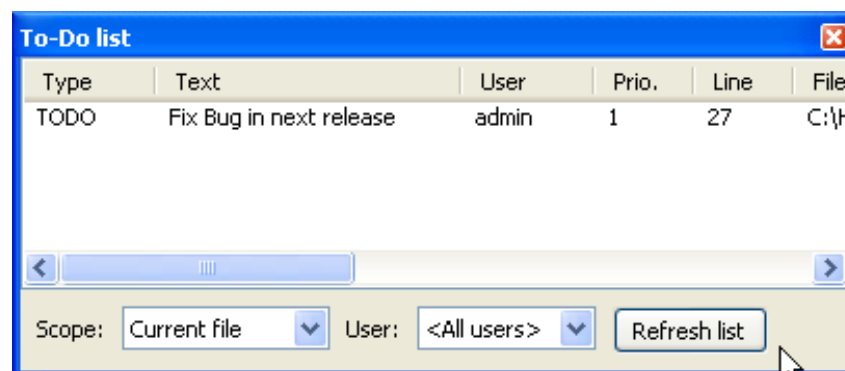 To-Do list
Type Text User Prio. Line File
TODO Fix Bug in next release admin 1 27 C:\H
Scope: Current file User: <All users> Refresh list